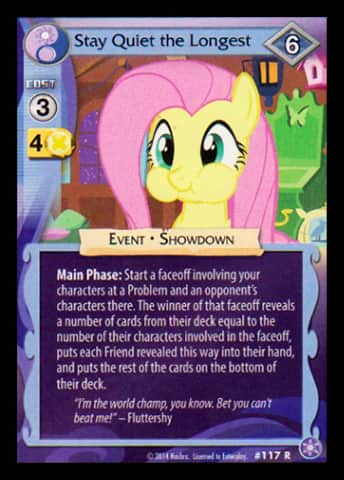 Stay Quiet the Longest
6
COST
3
4
EVENT • SHOWDOWN
Main Phase: Start a faceoff involving your
characters at a Problem and an opponent's
characters there. The winner of that faceoff reveals
a number of cards from their deck equal to the
number of their characters involved in the faceoff,
puts each Friend revealed this way into their hand,
and puts the rest of the cards on the bottom of
their deck.
"I'm the world champ, you know. Bet you can't
beat me!" – Fluttershy
© 2014 Hasbro. Licensed to Enterplay. #117 R